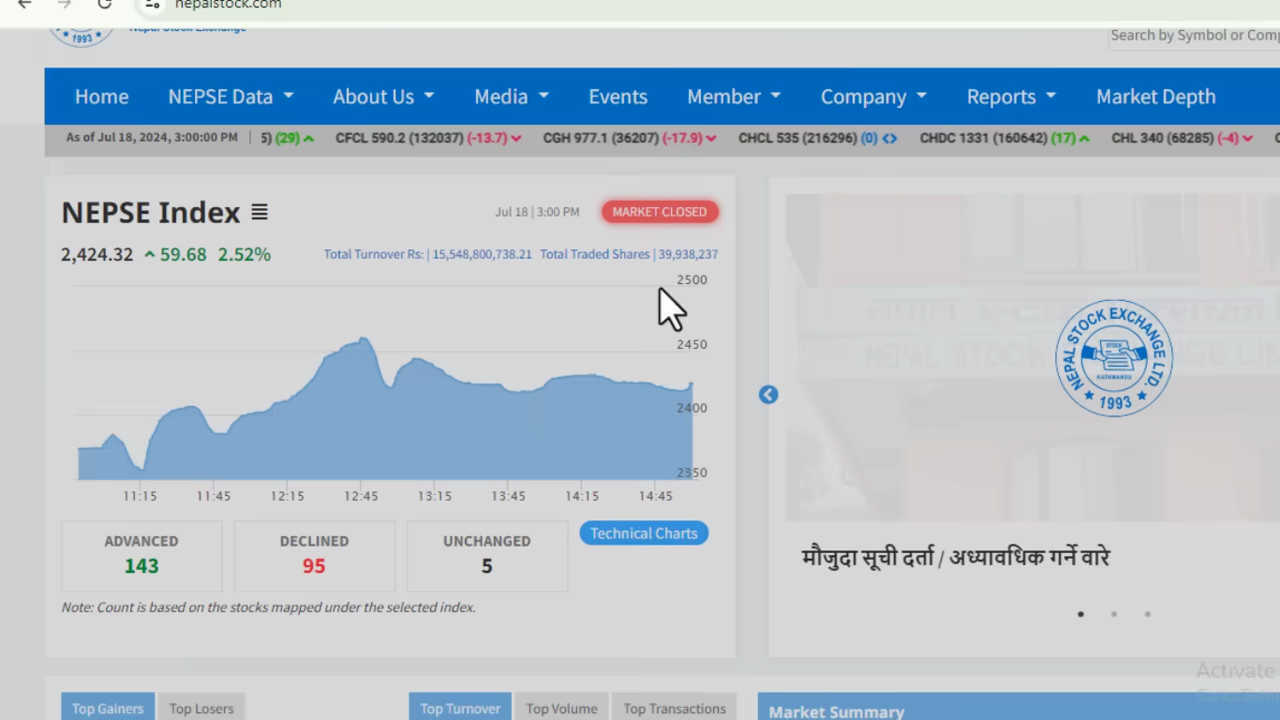 nepalstock.com
1993
Nepal Stock Exchange
Search by Symbol or Comp
Home NEPSE Data About Us Media Events Member Company Reports Market Depth
As of Jul 18, 2024, 3:00:00 PM | 5) (29) CFCL 590.2 (132037) (-13.7) CGH 977.1 (36207) (-17.9) CHCL 535 (216296) (0) CHDC 1331 (160642) (17) CHL 340 (68285) (-4) C
NEPSE Index
Jul 18 | 3:00 PM MARKET CLOSED
2,424.32 59.68 2.52% Total Turnover Rs: | 15,548,800,738.21 Total Traded Shares | 39,938,237
2500
2450
2400
2350
11:15 11:45 12:15 12:45 13:15 13:45 14:15 14:45
ADVANCED DECLINED UNCHANGED Technical Charts
143 95 5
Note: Count is based on the stocks mapped under the selected index.
NEPAL STOCK EXCHANGE LTD.
STOCK
KATHMANDU
1993
मौजुदा सूची दर्ता / अध्यावधिक गर्ने वारे
Activate
Top Gainers Top Losers Top Turnover Top Volume Top Transactions Market Summary